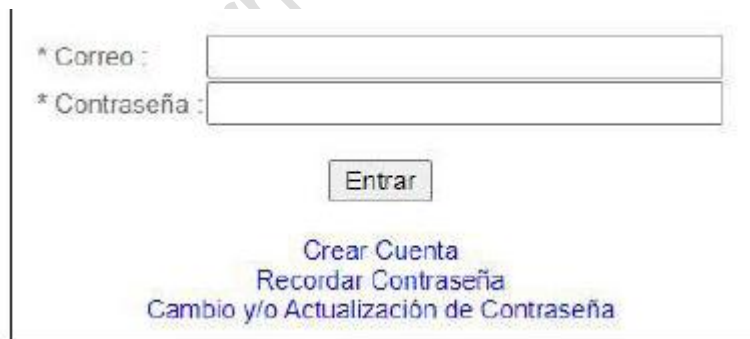 * Correo :
* Contraseña :
Entrar
Crear Cuenta
Recordar Contraseña
Cambio y/o Actualización de Contraseña